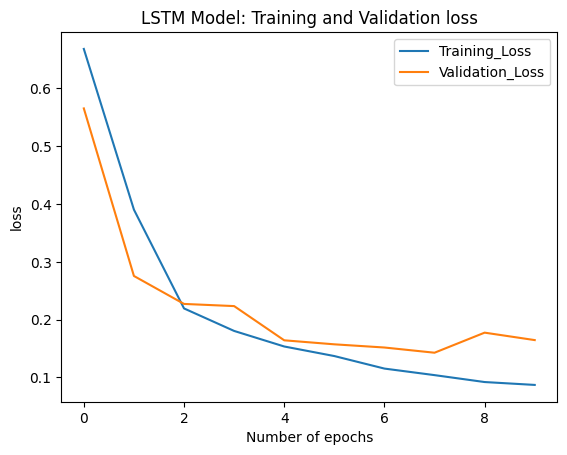 LSTM Model: Training and Validation loss
Training_Loss
Validation_Loss
0.6
0.5
0.4
0.3
0.2
0.1
loss
0 2 4 6 8
Number of epochs